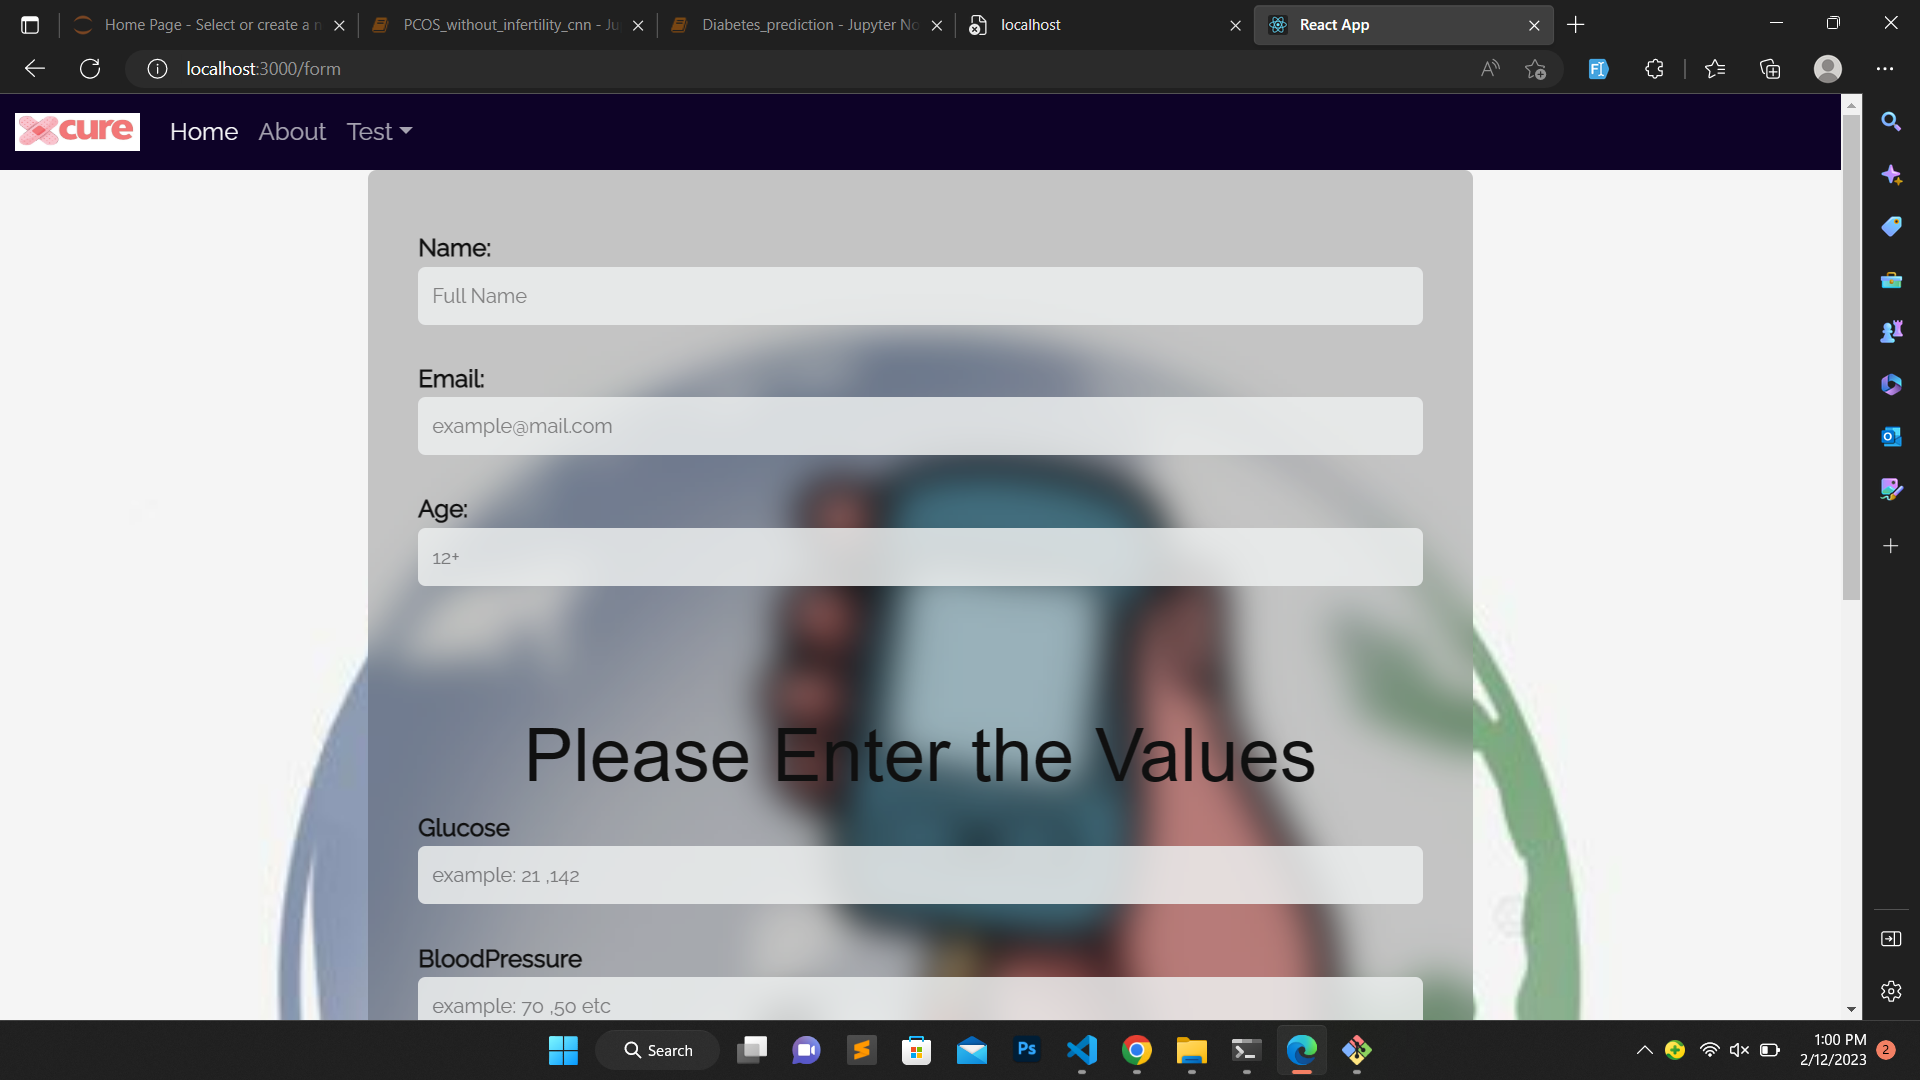 Home Page - Select or create a n
PCOS_without_infertility_cnn - Ju
Diabetes_prediction - Jupyter No
localhost
React App
localhost:3000/form
Xcure
Home
About
Test
Name:
Full Name
Email:
example@mail.com
Age:
12+
Please Enter the Values
Glucose
example: 21 ,142
BloodPressure
example: 70 ,50 etc
Search
Ps
1:00 PM
2/12/2023
2